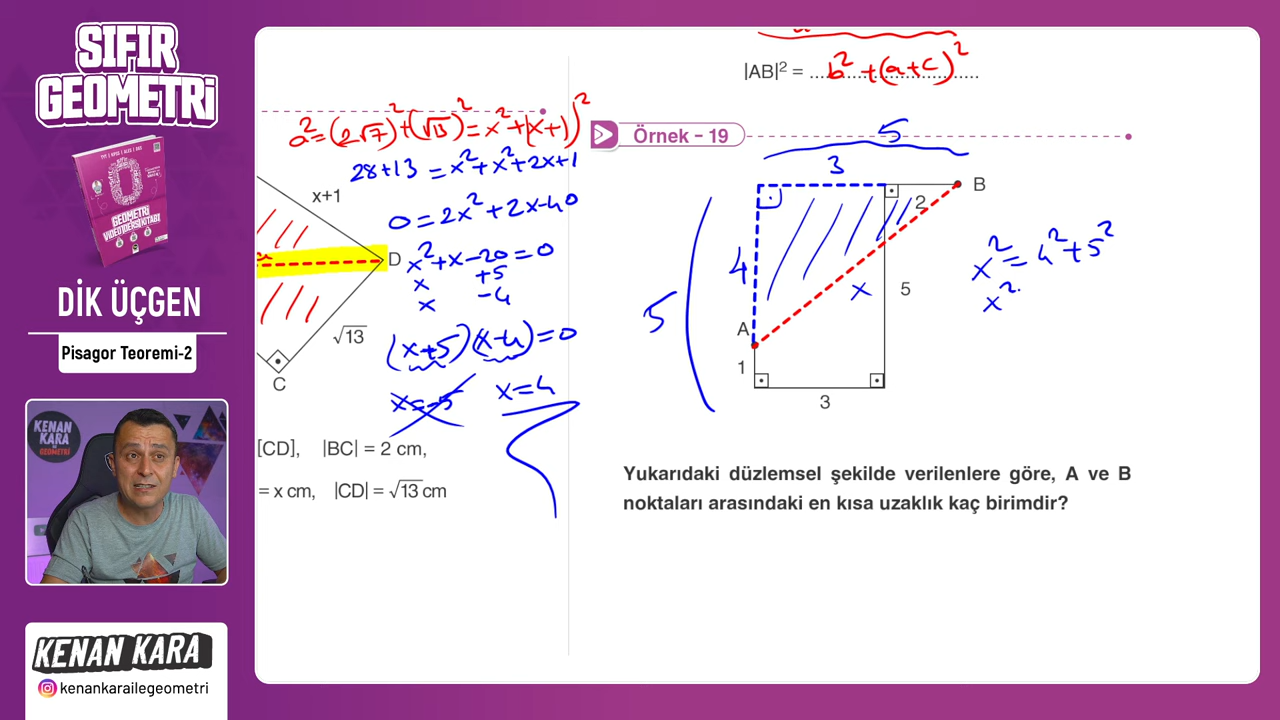 SIFIR
GEOMETRİ
GEOMETRİ
VİDEO DERS KİTABI
DİK ÜÇGEN
Pisagor Teoremi-2
KENAN
KARA
GEOMETRİ
KENAN KARA
kenankarailegeometri
a²=(2√7)²+(√13)²=x²+(x+1)²
28+13=x²+x²+2x+1
0=2x²+2x-40
x²+x-20=0
x +5
x -4
(x+5)(x-4)=0
x=-5 x=4
x+1
D
√13
C
[CD], |BC| = 2 cm,
= x cm, |CD| = √13 cm
|AB|² = b²+(a+c)²
Örnek - 19
5
3
B
2
4
5
x
5
A
1
3
x²=4²+5²
x²
Yukarıdaki düzlemsel şekilde verilenlere göre, A ve B
noktaları arasındaki en kısa uzaklık kaç birimdir?